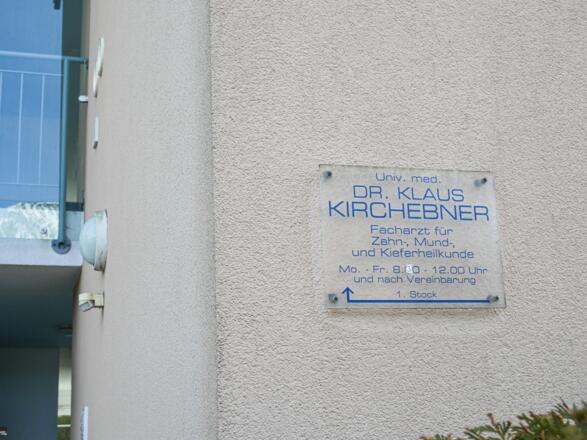 Univ. med.
DR. KLAUS
KIRCHEBNER
Facharzt für
Zahn-, Mund-,
und Kieferheilkunde
Mo. - Fr. 8.00 - 12.00 Uhr
und nach Vereinbarung
1. Stock